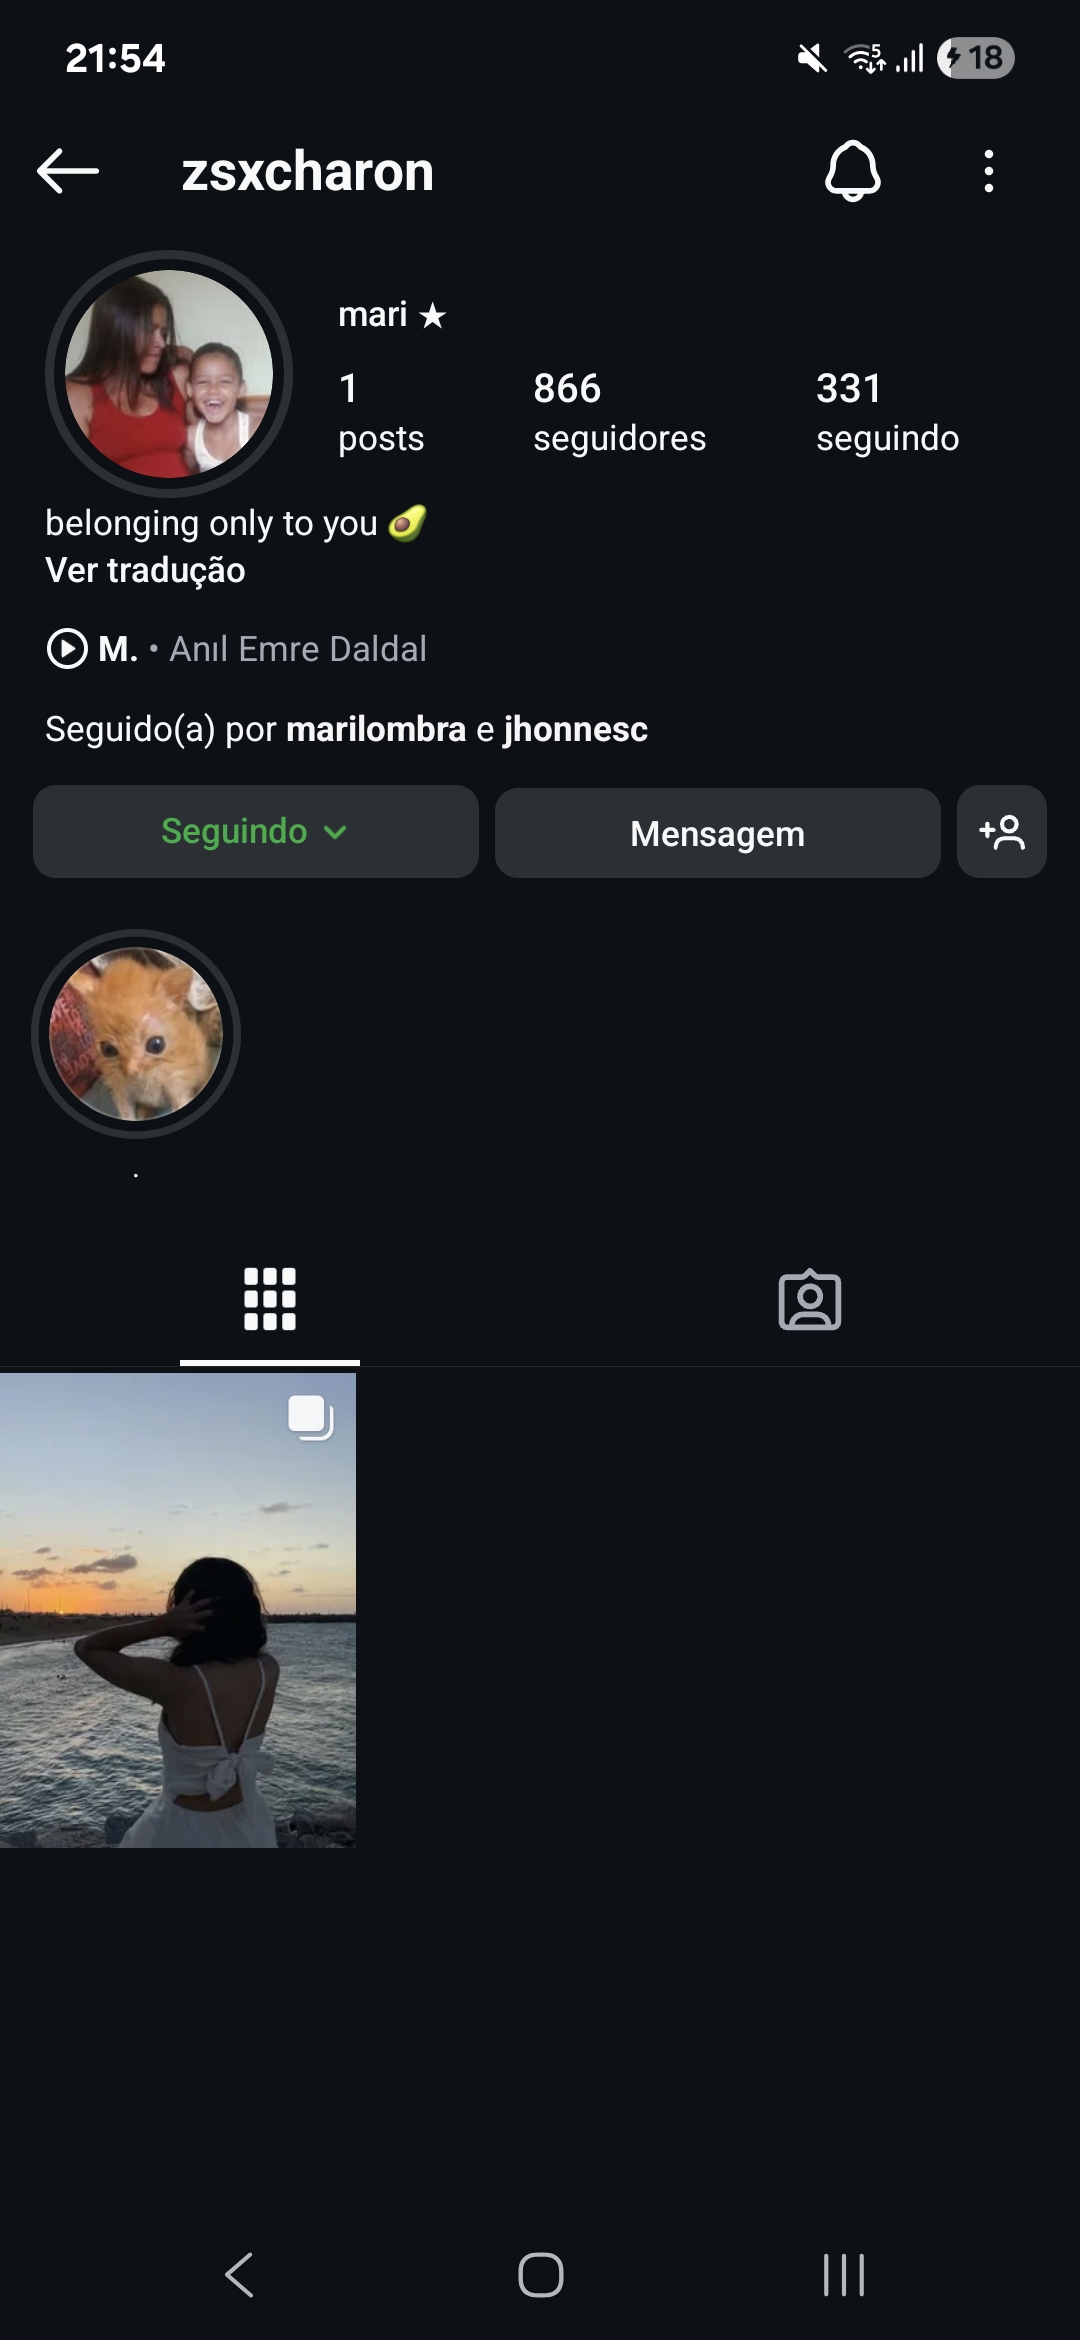 21:54
5
18
zsxcharon
mari ★
1 866 331
posts seguidores seguindo
belonging only to you 🥑
Ver tradução
M. • Anıl Emre Daldal
Seguido(a) por marilombra e jhonnesc
Seguindo
Mensagem
.